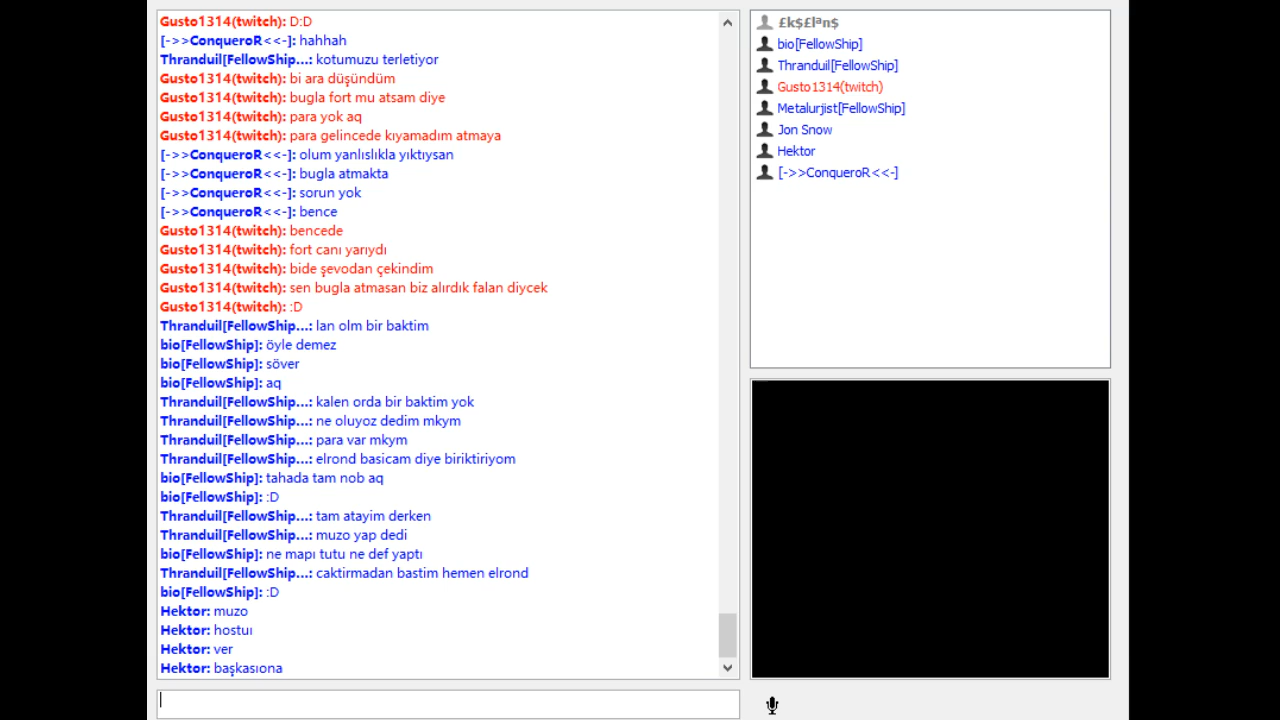 Gusto1314(twitch): D:D
[->>ConqueroR<<-]: hahhah
Thranduil[FellowShip...: kotumuzu terletiyor
Gusto1314(twitch): bi ara düşündüm
Gusto1314(twitch): bugla fort mu atsam diye
Gusto1314(twitch): para yok aq
Gusto1314(twitch): para gelincede kıyamadım atmaya
[->>ConqueroR<<-]: olum yanlıslıkla yıktıysan
[->>ConqueroR<<-]: bugla atmakta
[->>ConqueroR<<-]: sorun yok
[->>ConqueroR<<-]: bence
Gusto1314(twitch): bencede
Gusto1314(twitch): fort canı yarıydı
Gusto1314(twitch): bide şevodan çekindim
Gusto1314(twitch): sen bugla atmasan biz alırdık falan diycek
Gusto1314(twitch): :D
Thranduil[FellowShip...: lan olm bir baktim
bio[FellowShip]: öyle demez
bio[FellowShip]: söver
bio[FellowShip]: aq
Thranduil[FellowShip...: kalen orda bir baktim yok
Thranduil[FellowShip...: ne oluyoz dedim mkym
Thranduil[FellowShip...: para var mkym
Thranduil[FellowShip...: elrond basicam diye biriktiriyom
bio[FellowShip]: tahada tam nob aq
bio[FellowShip]: :D
Thranduil[FellowShip...: tam atayim derken
Thranduil[FellowShip...: muzo yap dedi
bio[FellowShip]: ne mapı tutu ne def yaptı
Thranduil[FellowShip...: caktirmadan bastim hemen elrond
bio[FellowShip]: :D
Hektor: muzo
Hektor: hostuı
Hektor: ver
Hektor: başkasıona
£k$£lªn$
bio[FellowShip]
Thranduil[FellowShip]
Gusto1314(twitch)
Metalurjist[FellowShip]
Jon Snow
Hektor
[->>ConqueroR<<-]